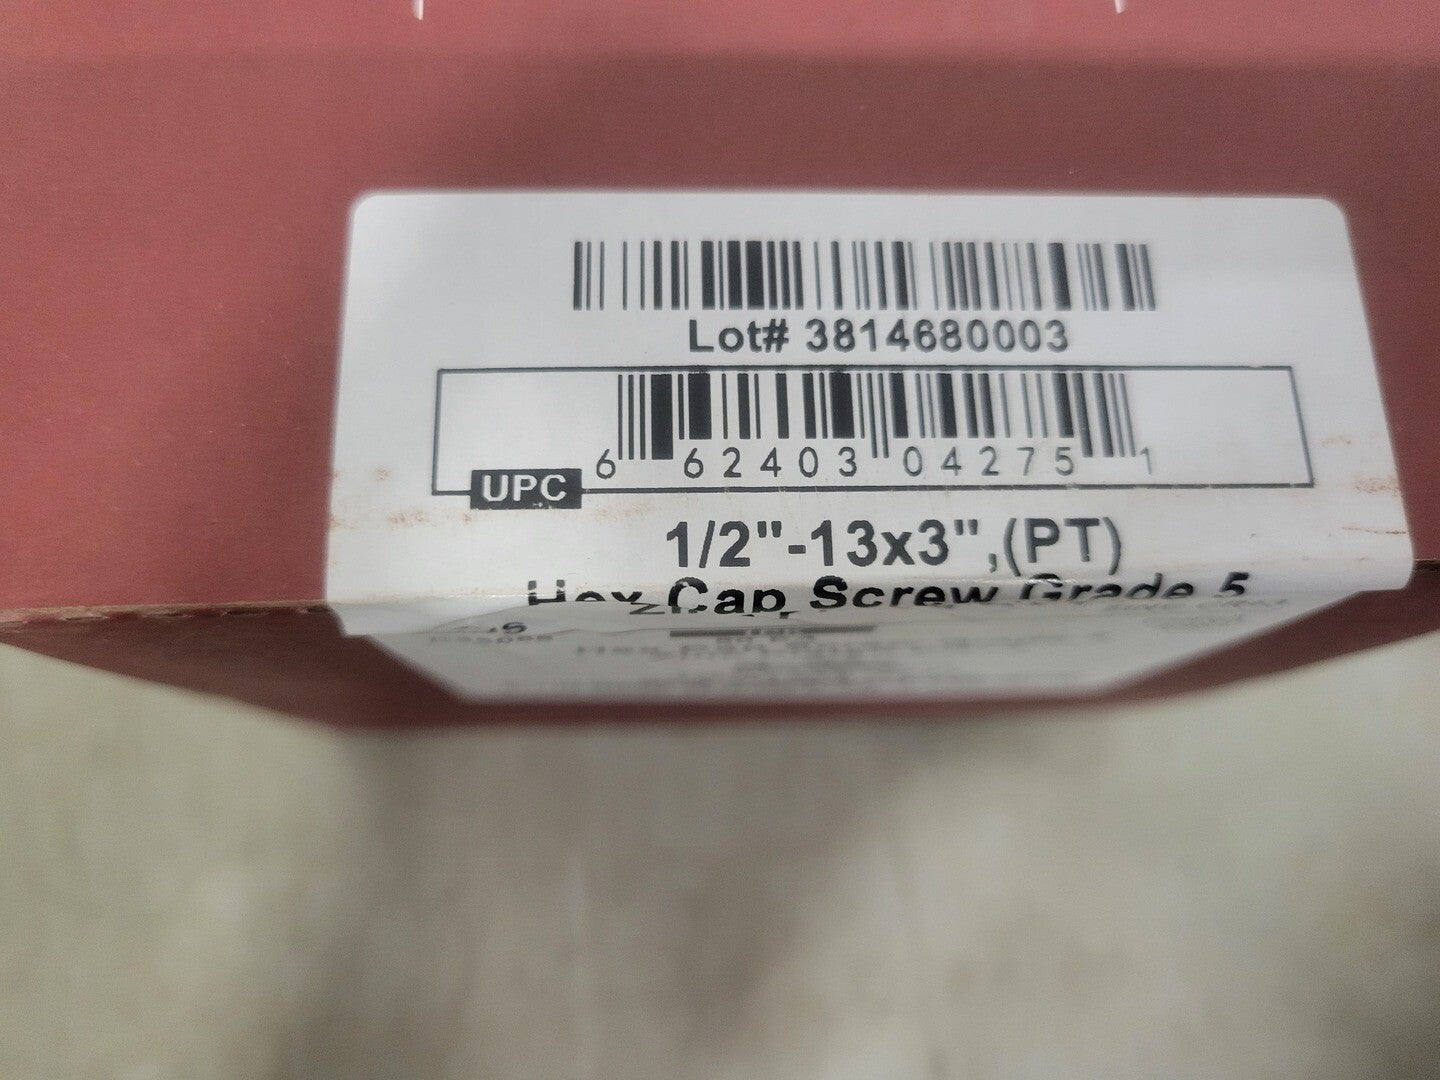 Lot# 3814680003
6 62403 04275 1
UPC
1/2"-13x3",(PT)
Hex Cap Screw Grade 5